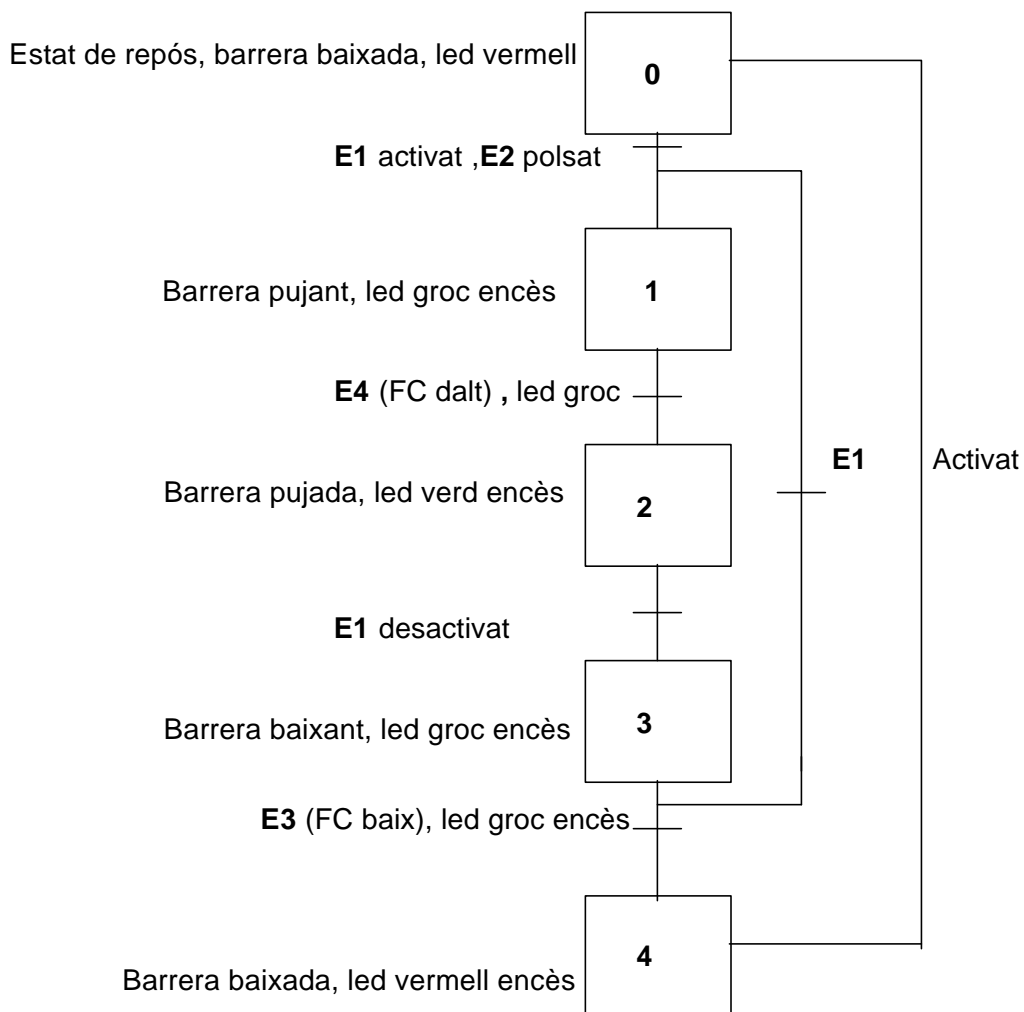 Estat de repós, barrera baixada, led vermell
0
E1 activat ,E2 polsat
Barrera pujant, led groc encès
1
E4 (FC dalt) , led groc
E1 Activat
Barrera pujada, led verd encès
2
E1 desactivat
Barrera baixant, led groc encès
3
E3 (FC baix), led groc encès
4
Barrera baixada, led vermell encès